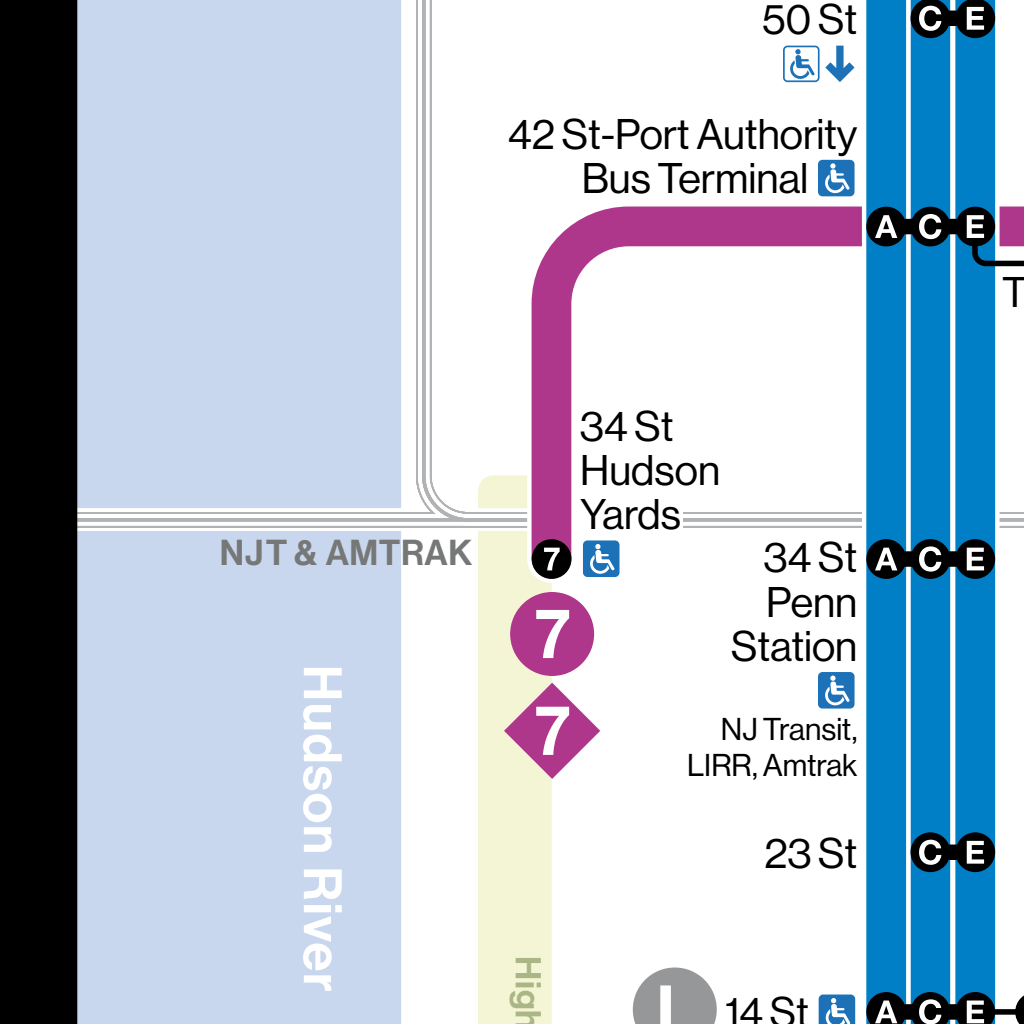 50 St
C E
42 St-Port Authority
Bus Terminal
A C E
T
34 St
Hudson
Yards
NJT & AMTRAK
7
7
7
34 St
Penn
Station
A C E
NJ Transit,
LIRR, Amtrak
Hudson River
23 St
C E
High
L
14 St
A C E